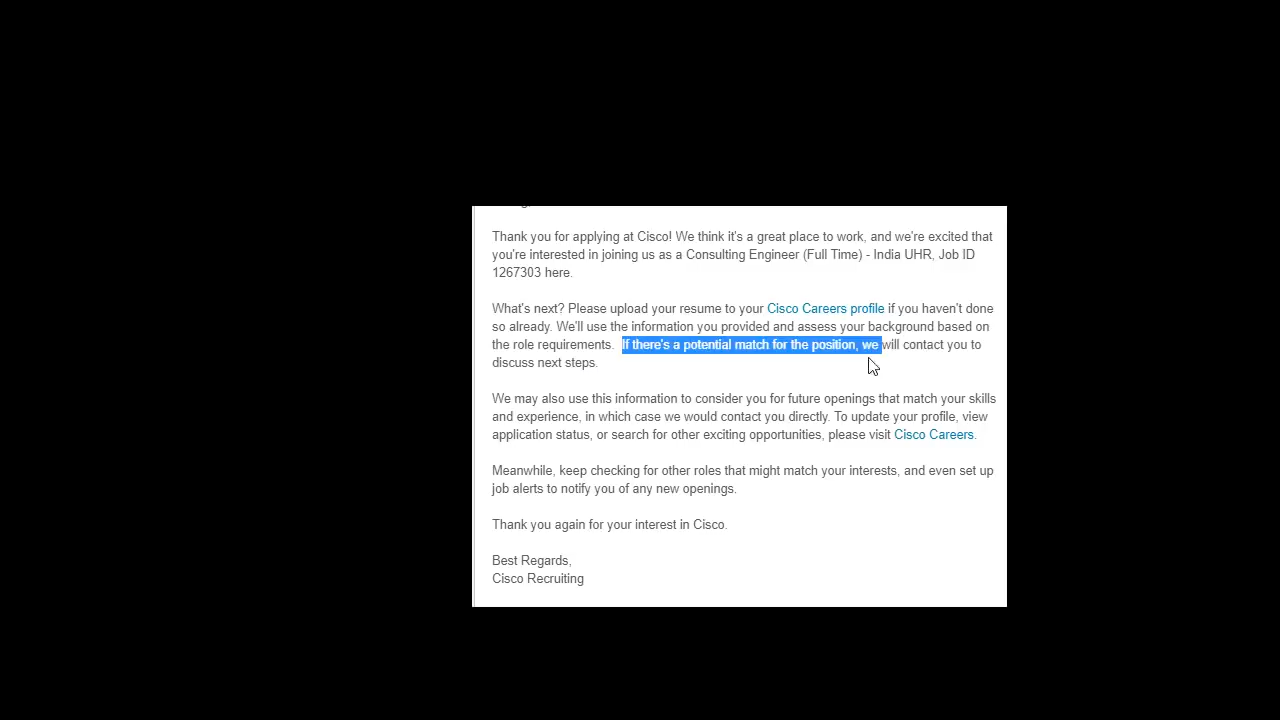 Thank you for applying at Cisco! We think it's a great place to work, and we're excited that
you're interested in joining us as a Consulting Engineer (Full Time) - India UHR, Job ID
1267303 here.
What's next? Please upload your resume to your Cisco Careers profile if you haven't done
so already. We'll use the information you provided and assess your background based on
the role requirements.  If there's a potential match for the position, we will contact you to
discuss next steps.
We may also use this information to consider you for future openings that match your skills
and experience, in which case we would contact you directly. To update your profile, view
application status, or search for other exciting opportunities, please visit Cisco Careers.
Meanwhile, keep checking for other roles that might match your interests, and even set up
job alerts to notify you of any new openings.
Thank you again for your interest in Cisco.
Best Regards,
Cisco Recruiting